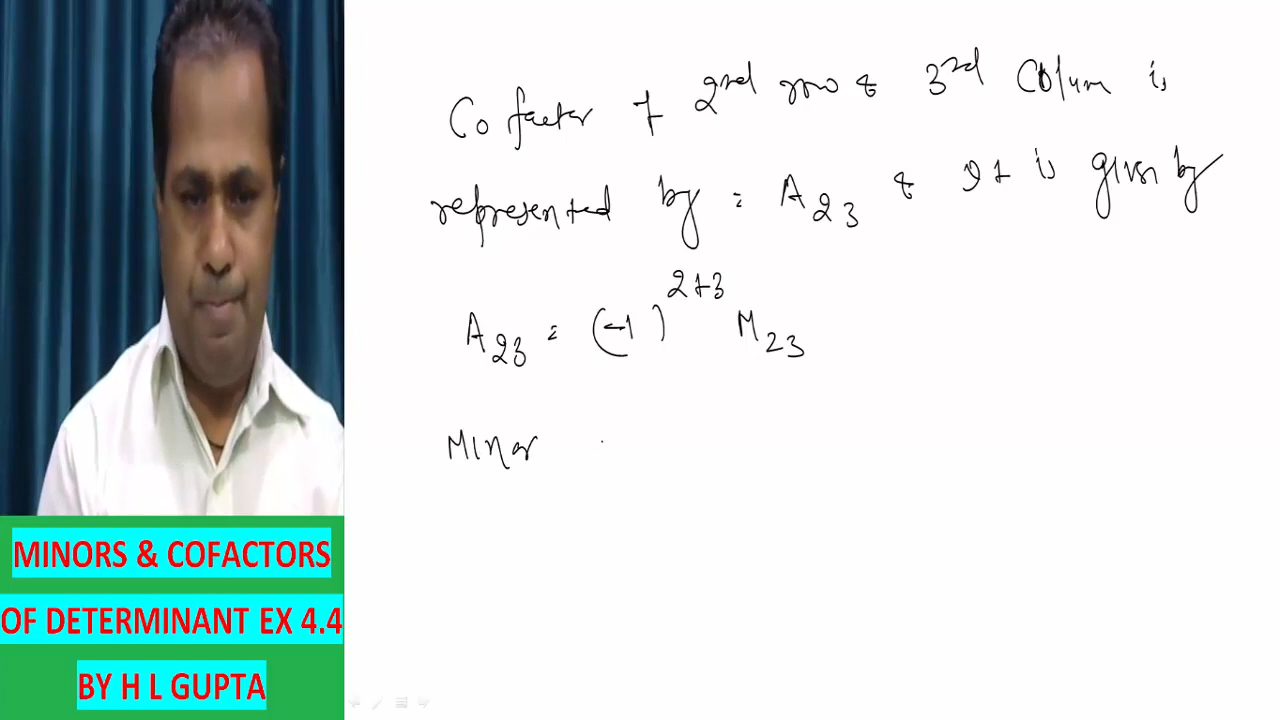 Co factor of 2nd row & 3rd Colum is
represented by = A23 & It is given by
A23 = (-1)^2+3 M23
Minor
MINORS & COFACTORS
OF DETERMINANT EX 4.4
BY H L GUPTA